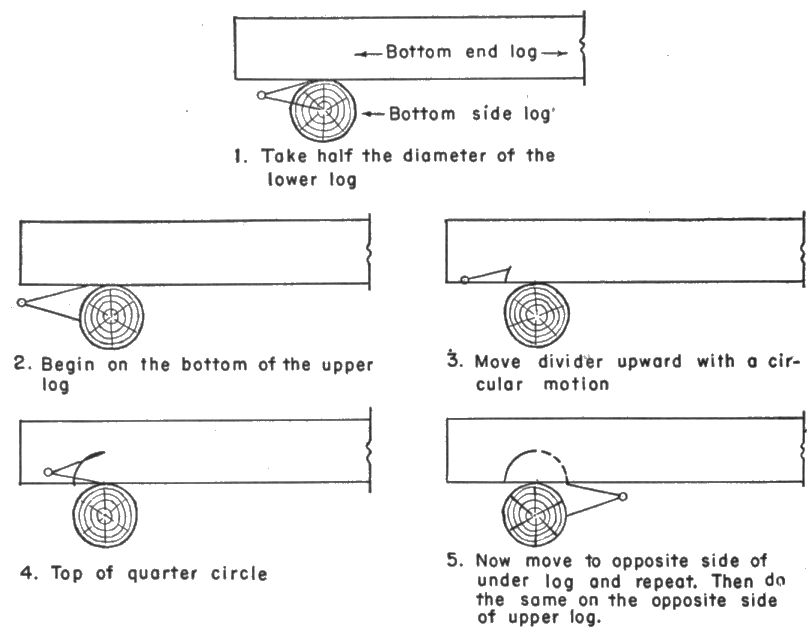 Bottom end log
Bottom side log
1. Take half the diameter of the
lower log
2. Begin on the bottom of the upper
log
3. Move divider upward with a cir-
cular motion
4. Top of quarter circle
5. Now move to opposite side of
under log and repeat. Then do
the same on the opposite side
of upper log.